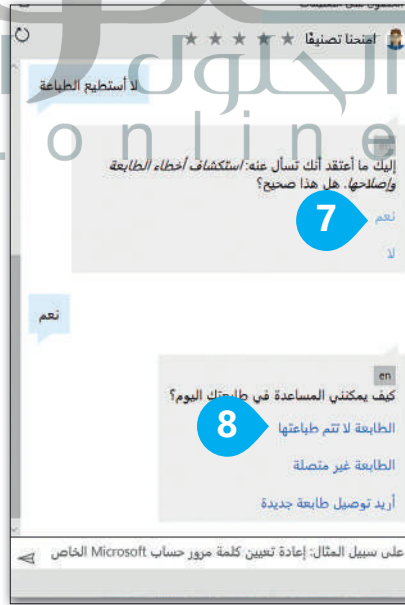 امنحنا تصنيفًا
لا أستطيع الطباعة
الحلول
online
إليك ما أعتقد أنك تسأل عنه: استكشاف أخطاء الطابعة
وإصلاحها. هل هذا صحيح؟
نعم
7
لا
نعم
en
كيف يمكنني المساعدة في طابعتك اليوم؟
الطابعة لا تتم طباعتها
8
الطابعة غير متصلة
أريد توصيل طابعة جديدة
على سبيل المثال: إعادة تعيين كلمة مرور حساب Microsoft الخاص